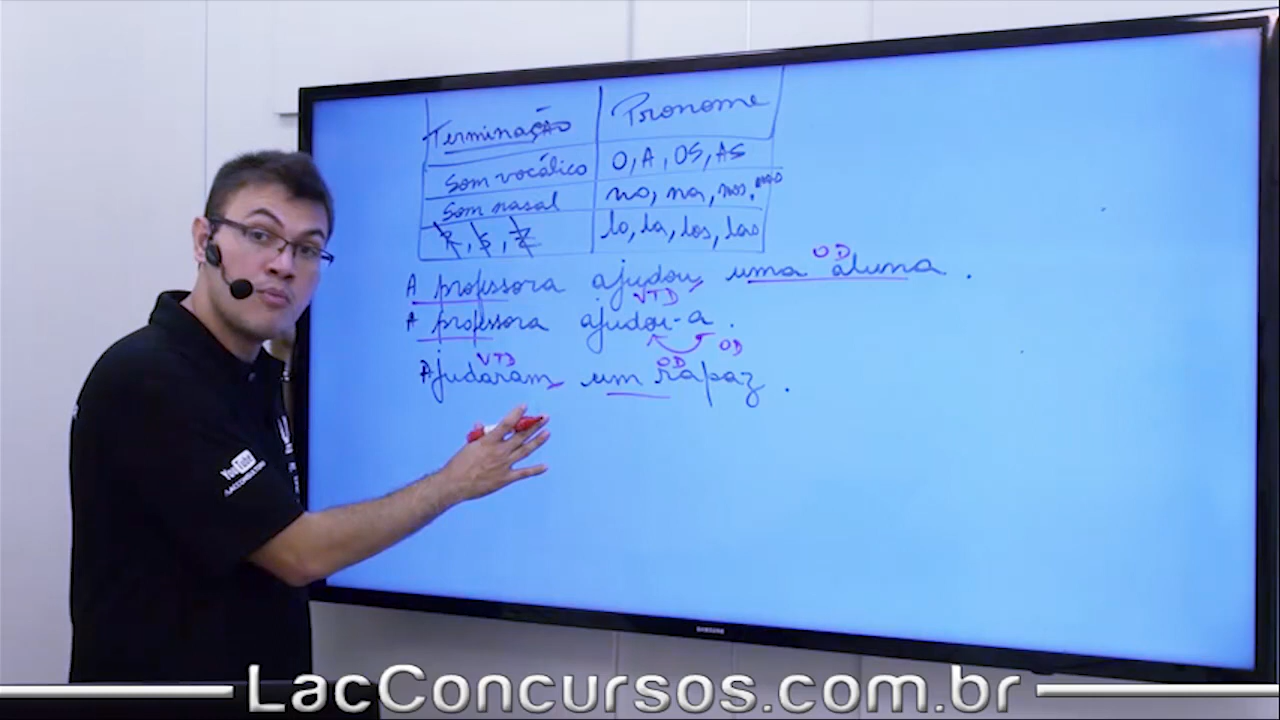 Terminação Pronome
Som vocálico O, A, OS, AS
Som nasal no, na, nos, nas
R, S, Z lo, la, los, las
OD
A professora ajudou uma aluna.
VTD
A professora ajudou-a.
OD
VTD OD
Ajudaram um rapaz.
YouTube
SAMSUNG
LacConcursos.com.br